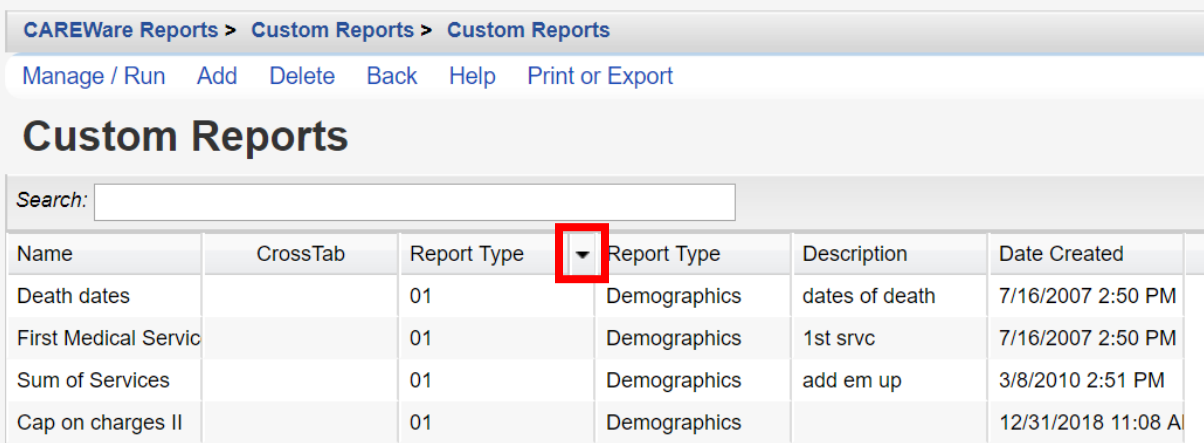 CAREWare Reports > Custom Reports > Custom Reports
Manage / Run Add Delete Back Help Print or Export
Custom Reports
Search:
Name CrossTab Report Type Report Type Description Date Created
Death dates 01 Demographics dates of death 7/16/2007 2:50 PM
First Medical Servic 01 Demographics 1st srvc 7/16/2007 2:50 PM
Sum of Services 01 Demographics add em up 3/8/2010 2:51 PM
Cap on charges II 01 Demographics 12/31/2018 11:08 A